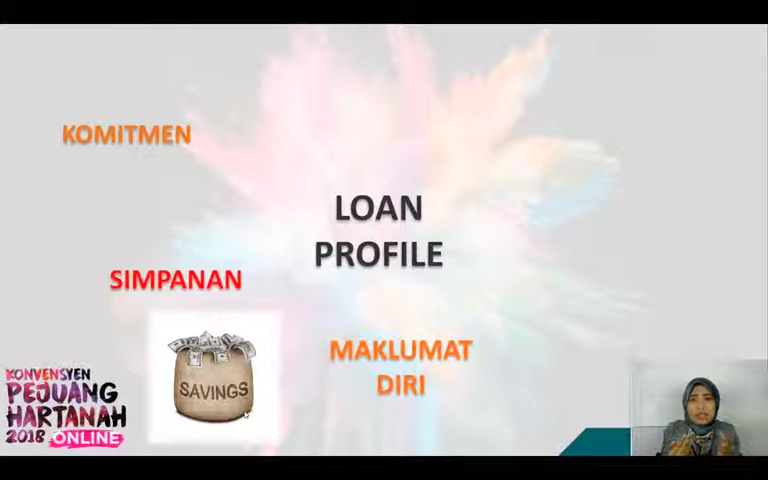 KOMITMEN
LOAN
PROFILE
SIMPANAN
SAVINGS
MAKLUMAT
DIRI
KONVENSYEN
PEJUANG
HARTANAH
2018 ONLINE